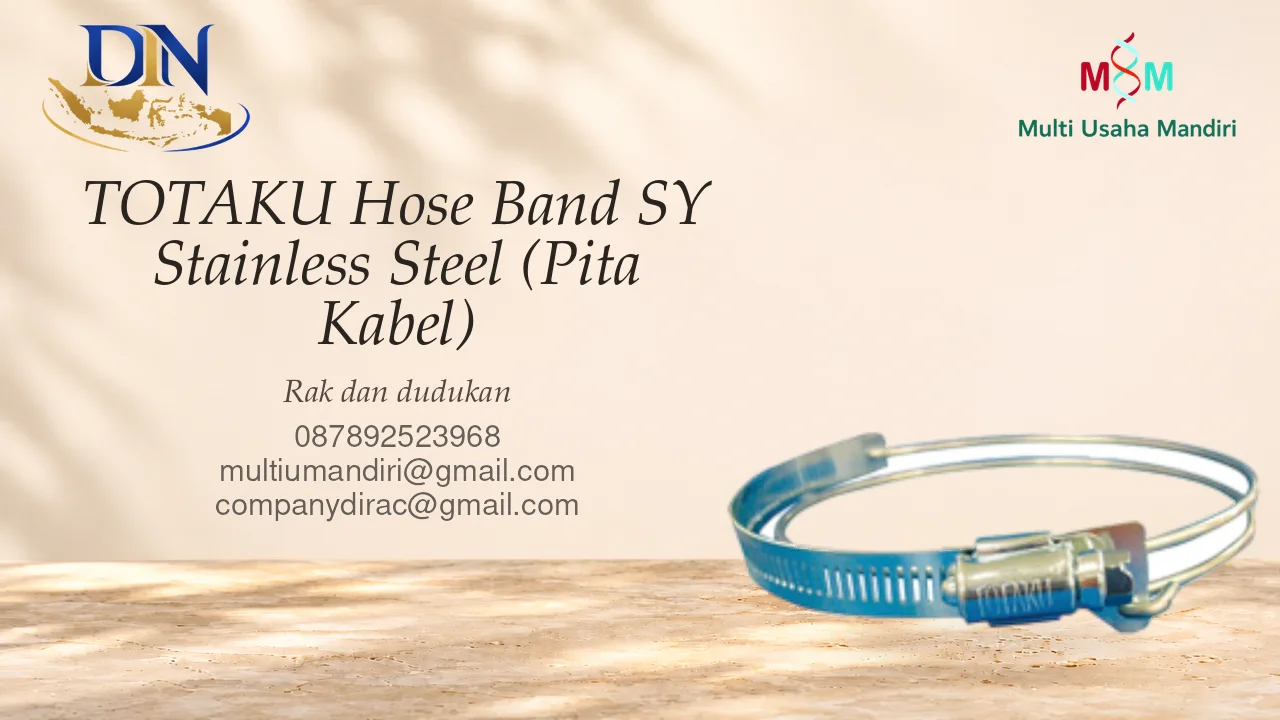 DIN
MSM
Multi Usaha Mandiri
TOTAKU Hose Band SY
Stainless Steel (Pita
Kabel)
Rak dan dudukan
087892523968
multiumandiri@gmail.com
companydirac@gmail.com
TOTAKU